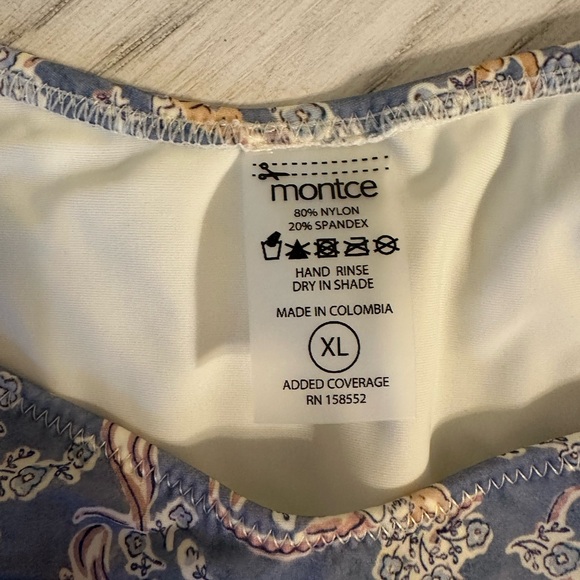 montce
80% NYLON
20% SPANDEX
HAND RINSE
DRY IN SHADE
MADE IN COLOMBIA
XL
ADDED COVERAGE
RN 158552